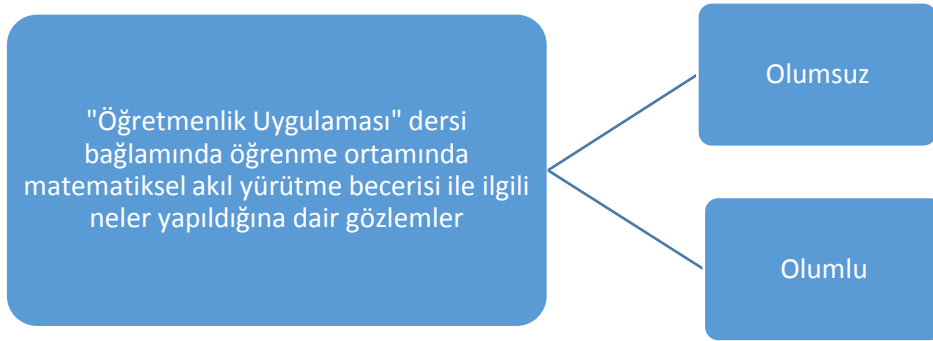 "Öğretmenlik Uygulaması" dersi
bağlamında öğrenme ortamında
matematiksel akıl yürütme becerisi ile ilgili
neler yapıldığına dair gözlemler
Olumsuz
Olumlu